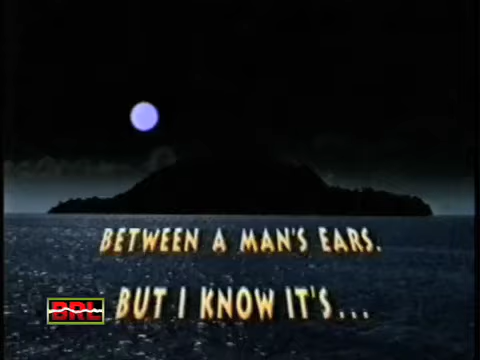 BETWEEN A MAN'S EARS.
BUT I KNOW IT'S...
BRL